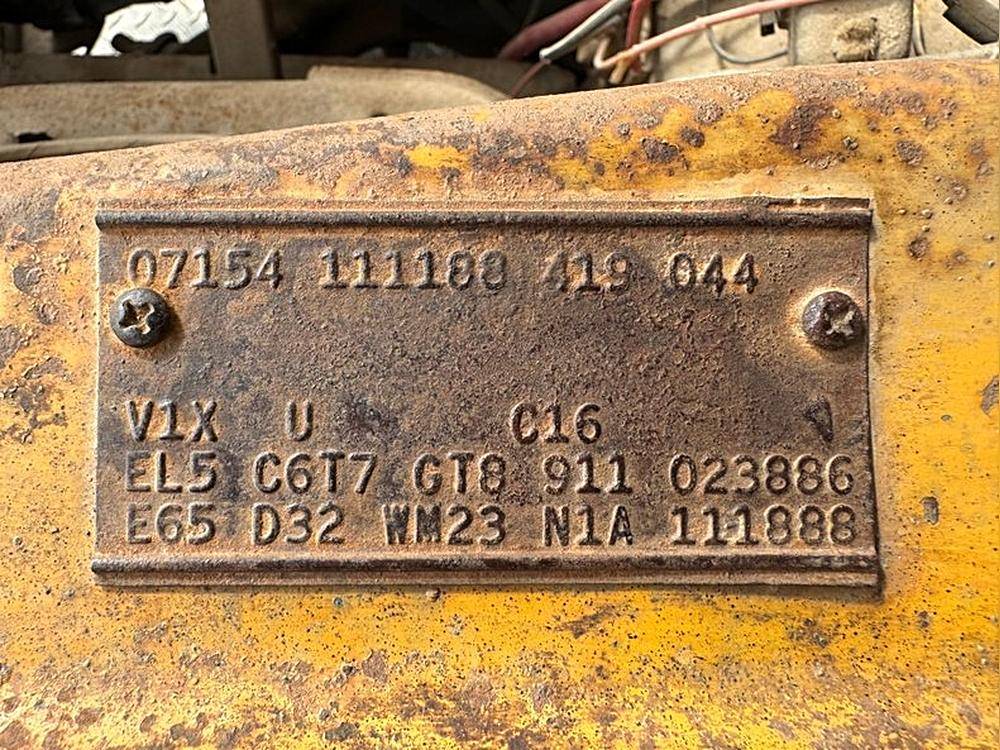 07154 111188 419 044
V1X U C16
EL5 C6T7 GT8 911 023886
E65 D32 WM23 N1A 111888